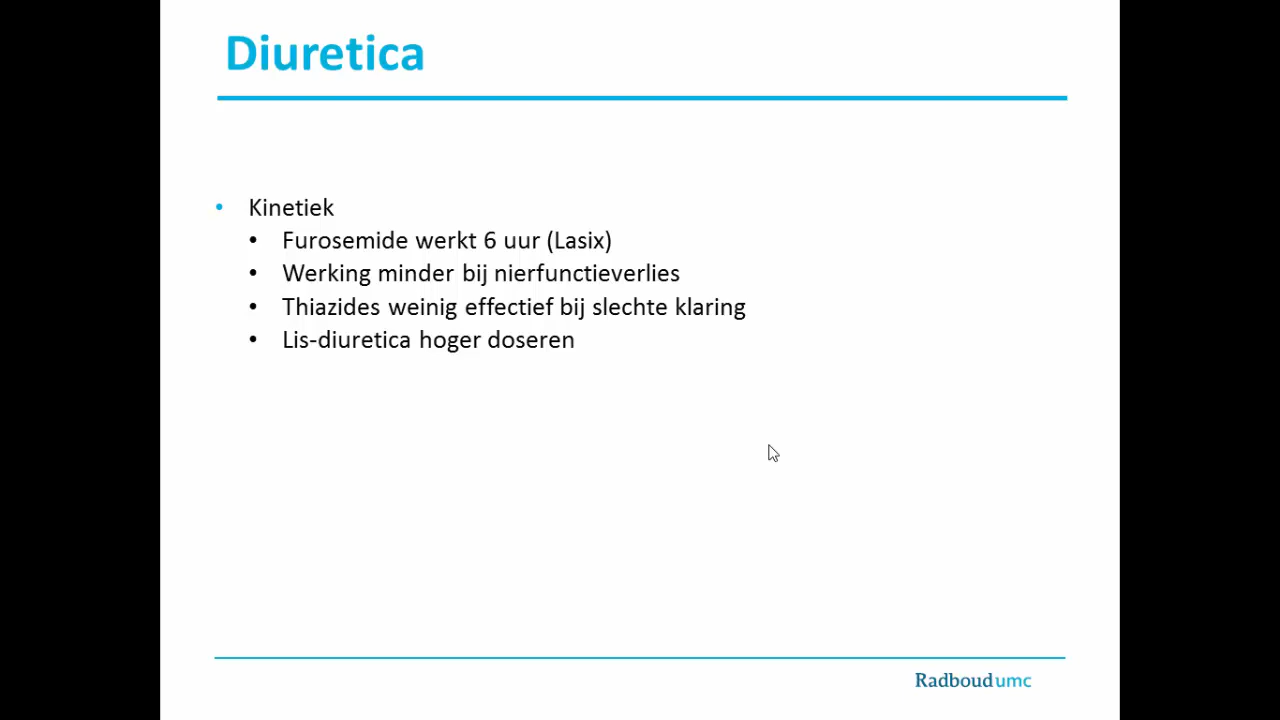 Diuretica
• Kinetiek
• Furosemide werkt 6 uur (Lasix)
• Werking minder bij nierfunctieverlies
• Thiazides weinig effectief bij slechte klaring
• Lis-diuretica hoger doseren
Radboudumc